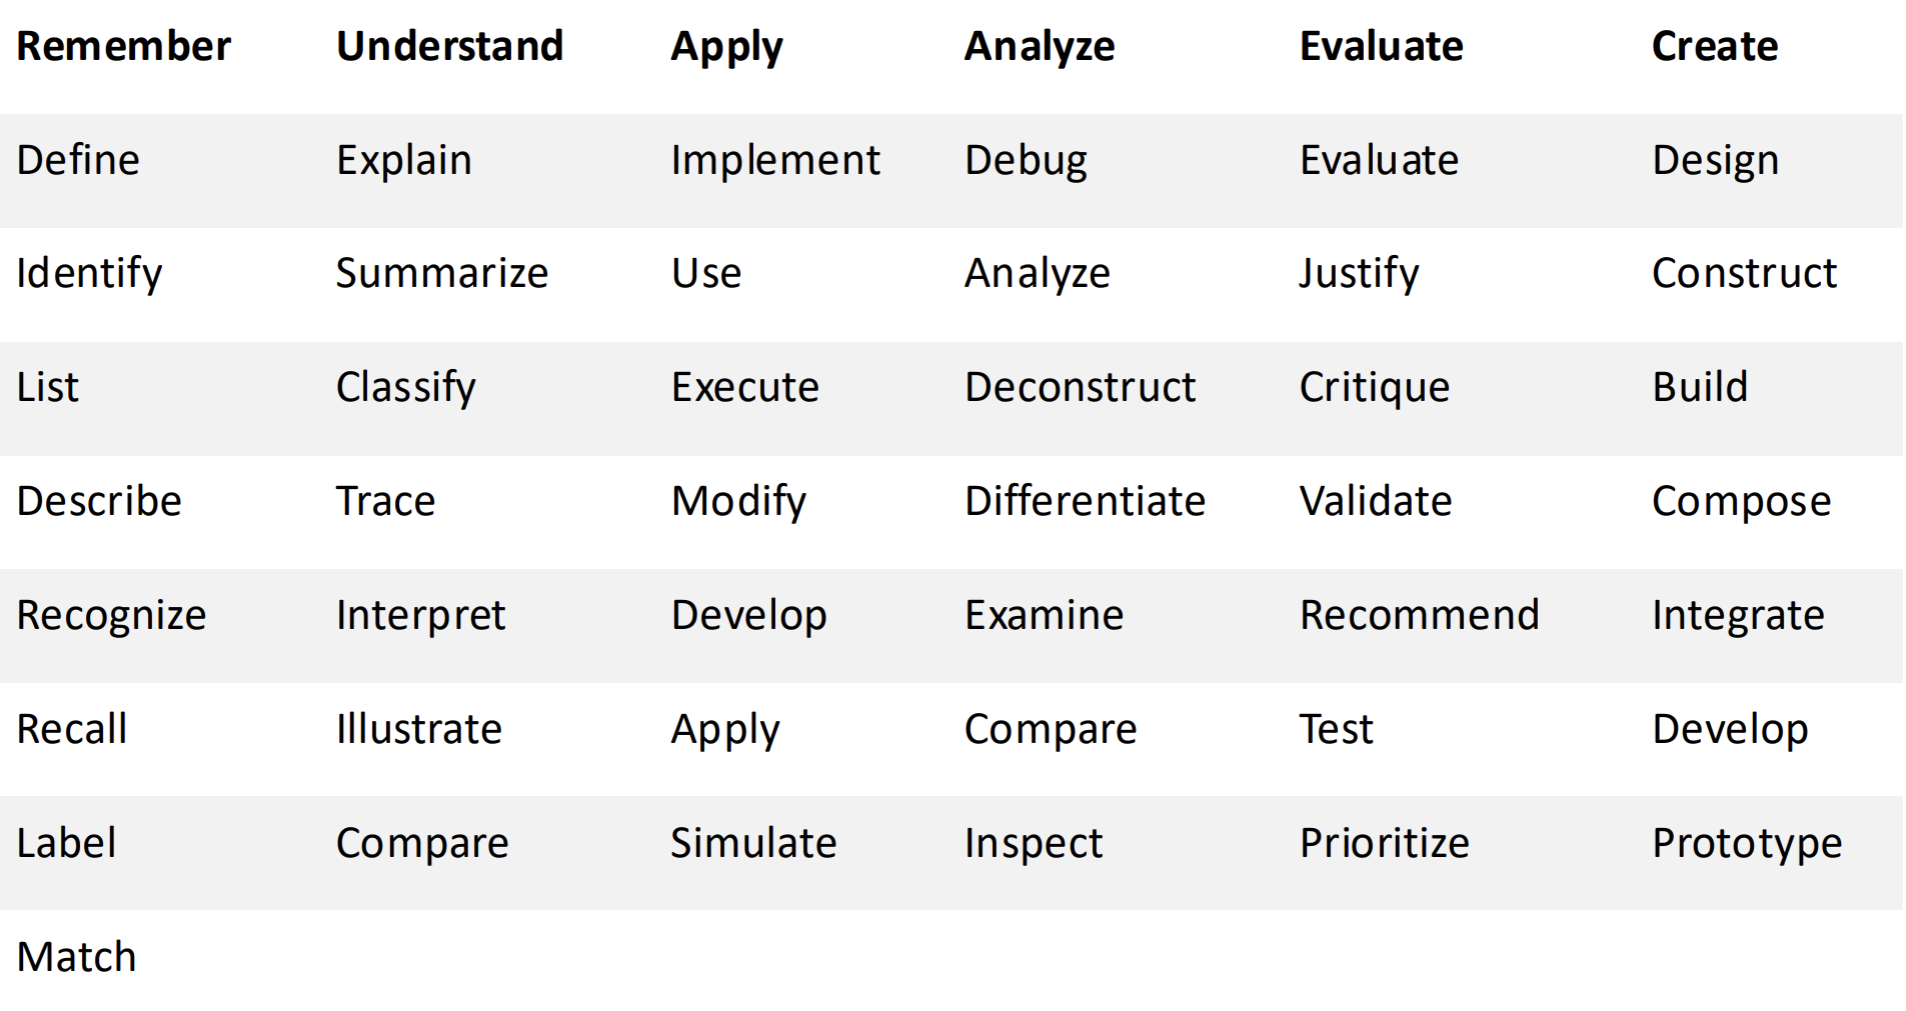 Remember Understand Apply Analyze Evaluate Create
Define Explain Implement Debug Evaluate Design
Identify Summarize Use Analyze Justify Construct
List Classify Execute Deconstruct Critique Build
Describe Trace Modify Differentiate Validate Compose
Recognize Interpret Develop Examine Recommend Integrate
Recall Illustrate Apply Compare Test Develop
Label Compare Simulate Inspect Prioritize Prototype
Match